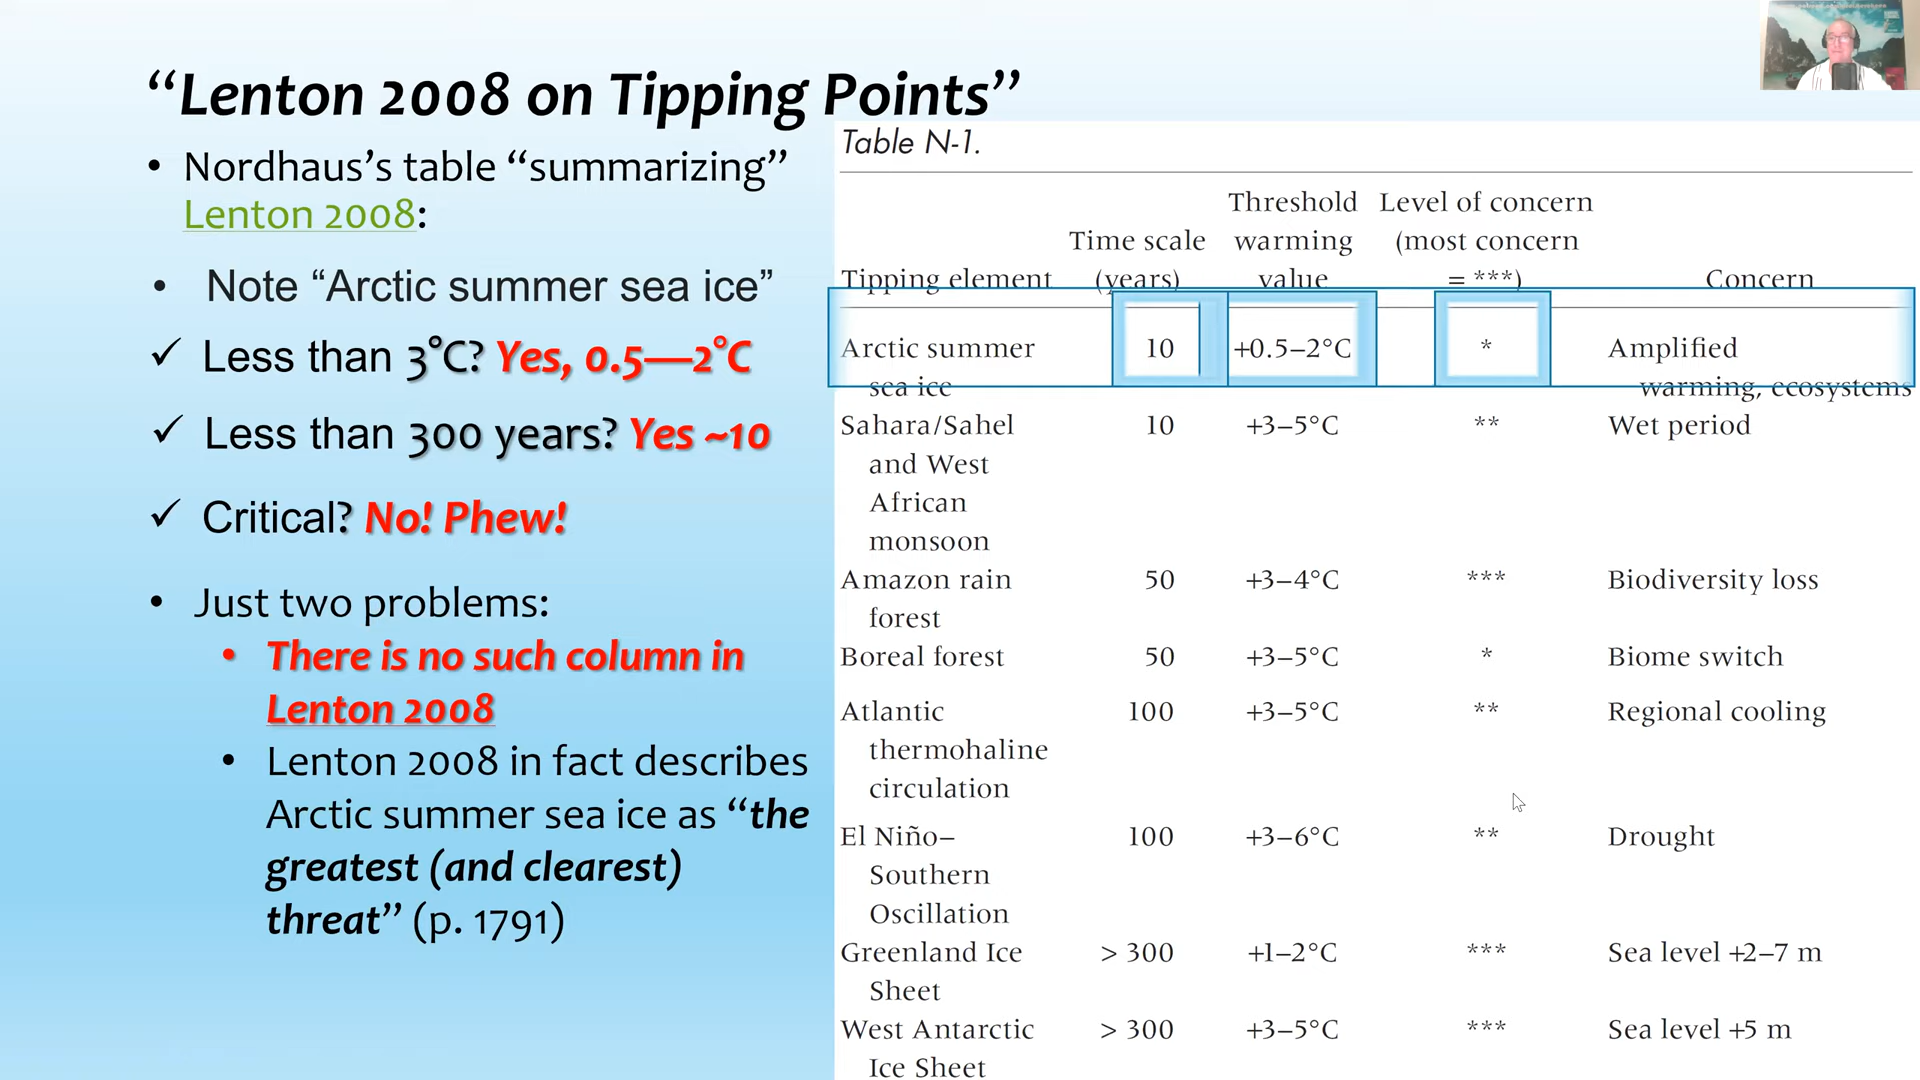 “Lenton 2008 on Tipping Points”
• Nordhaus’s table “summarizing”
Lenton 2008:
• Note “Arctic summer sea ice”
✓ Less than 3°C? Yes, 0.5—2°C
✓ Less than 300 years? Yes ~10
✓ Critical? No! Phew!
• Just two problems:
• There is no such column in
Lenton 2008
• Lenton 2008 in fact describes
Arctic summer sea ice as “the
greatest (and clearest)
threat” (p. 1791)
Table N-1.
Threshold Level of concern
Time scale warming (most concern
Tipping element (years) value = ***) Concern
Arctic summer 10 +0.5–2°C * Amplified
sea ice warming, ecosystems
Sahara/Sahel 10 +3–5°C ** Wet period
and West
African
monsoon
Amazon rain 50 +3–4°C *** Biodiversity loss
forest
Boreal forest 50 +3–5°C * Biome switch
Atlantic 100 +3–5°C ** Regional cooling
thermohaline
circulation
El Niño– 100 +3–6°C ** Drought
Southern
Oscillation
Greenland Ice > 300 +1–2°C *** Sea level +2–7 m
Sheet
West Antarctic > 300 +3–5°C *** Sea level +5 m
Ice Sheet